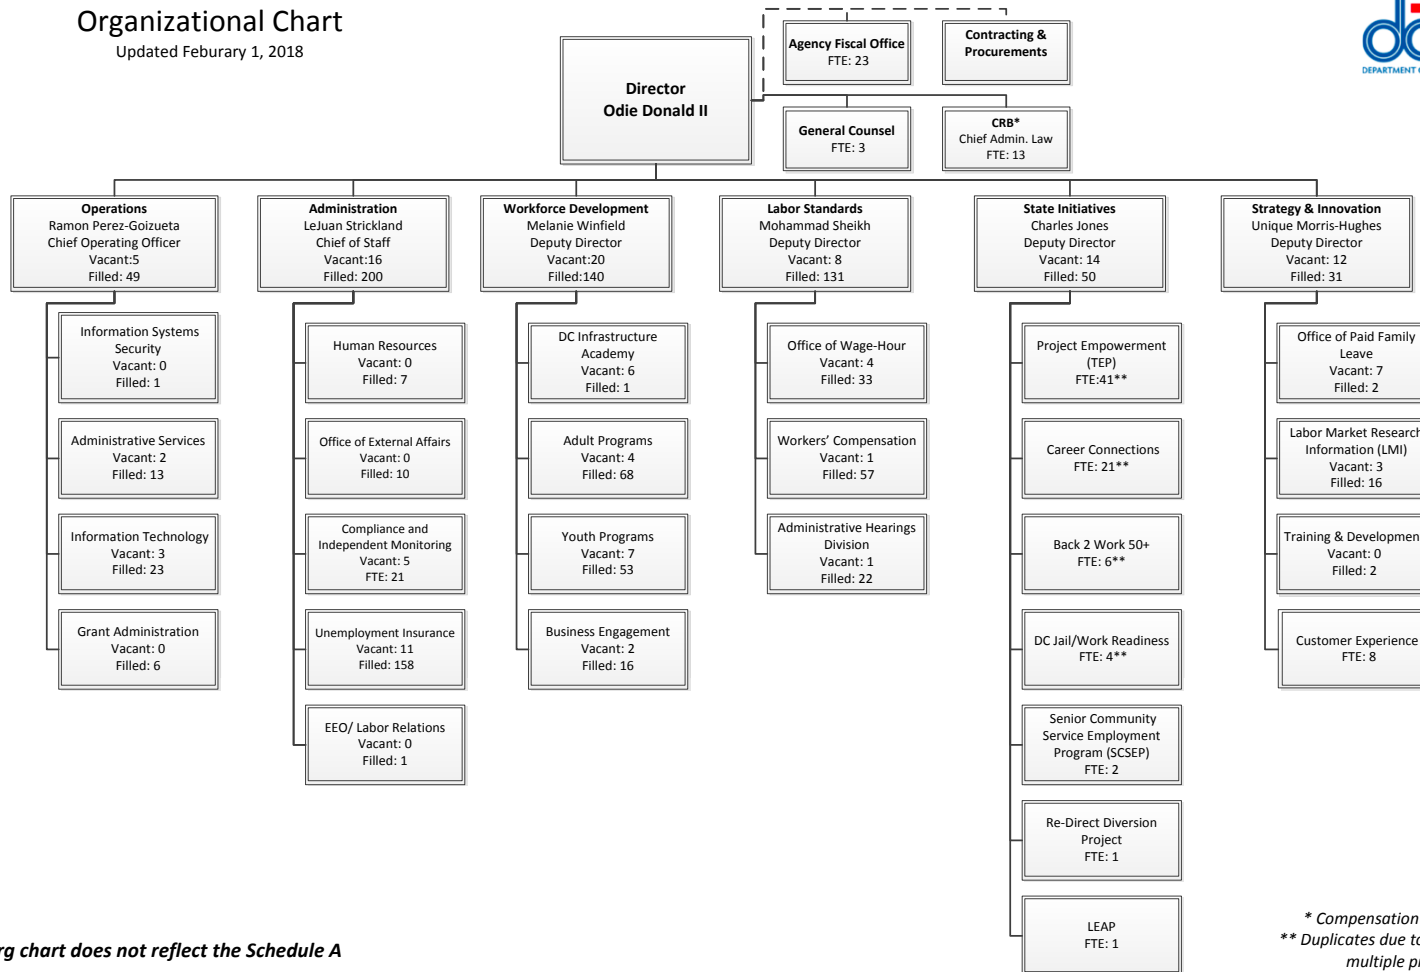 Organizational Chart
Updated Feburary 1, 2018
DEPARTMENT
Director
Odie Donald II
Agency Fiscal Office
FTE: 23
Contracting &
Procurements
General Counsel
FTE: 3
CRB*
Chief Admin. Law
FTE: 13
Operations
Ramon Perez-Goizueta
Chief Operating Officer
Vacant:5
Filled: 49
Information Systems
Security
Vacant: 0
Filled: 1
Administrative Services
Vacant: 2
Filled: 13
Information Technology
Vacant: 3
Filled: 23
Grant Administration
Vacant: 0
Filled: 6
Administration
LeJuan Strickland
Chief of Staff
Vacant:16
Filled: 200
Human Resources
Vacant: 0
Filled: 7
Office of External Affairs
Vacant: 0
Filled: 10
Compliance and
Independent Monitoring
Vacant: 5
FTE: 21
Unemployment Insurance
Vacant: 11
Filled: 158
EEO/ Labor Relations
Vacant: 0
Filled: 1
Workforce Development
Melanie Winfield
Deputy Director
Vacant:20
Filled:140
DC Infrastructure
Academy
Vacant: 6
Filled: 1
Adult Programs
Vacant: 4
Filled: 68
Youth Programs
Vacant: 7
Filled: 53
Business Engagement
Vacant: 2
Filled: 16
Labor Standards
Mohammad Sheikh
Deputy Director
Vacant: 8
Filled: 131
Office of Wage-Hour
Vacant: 4
Filled: 33
Workers' Compensation
Vacant: 1
Filled: 57
Administrative Hearings
Division
Vacant: 1
Filled: 22
State Initiatives
Charles Jones
Deputy Director
Vacant: 14
Filled: 50
Project Empowerment
(TEP)
FTE:41**
Career Connections
FTE: 21**
Back 2 Work 50+
FTE: 6**
DC Jail/Work Readiness
FTE: 4**
Senior Community
Service Employment
Program (SCSEP)
FTE: 2
Re-Direct Diversion
Project
FTE: 1
LEAP
FTE: 1
Strategy & Innovation
Unique Morris-Hughes
Deputy Director
Vacant: 12
Filled: 31
Office of Paid Family
Leave
Vacant: 7
Filled: 2
Labor Market Research
Information (LMI)
Vacant: 3
Filled: 16
Training & Development
Vacant: 0
Filled: 2
Customer Experience
FTE: 8
rg chart does not reflect the Schedule A
* Compensation
** Duplicates due to
multiple p